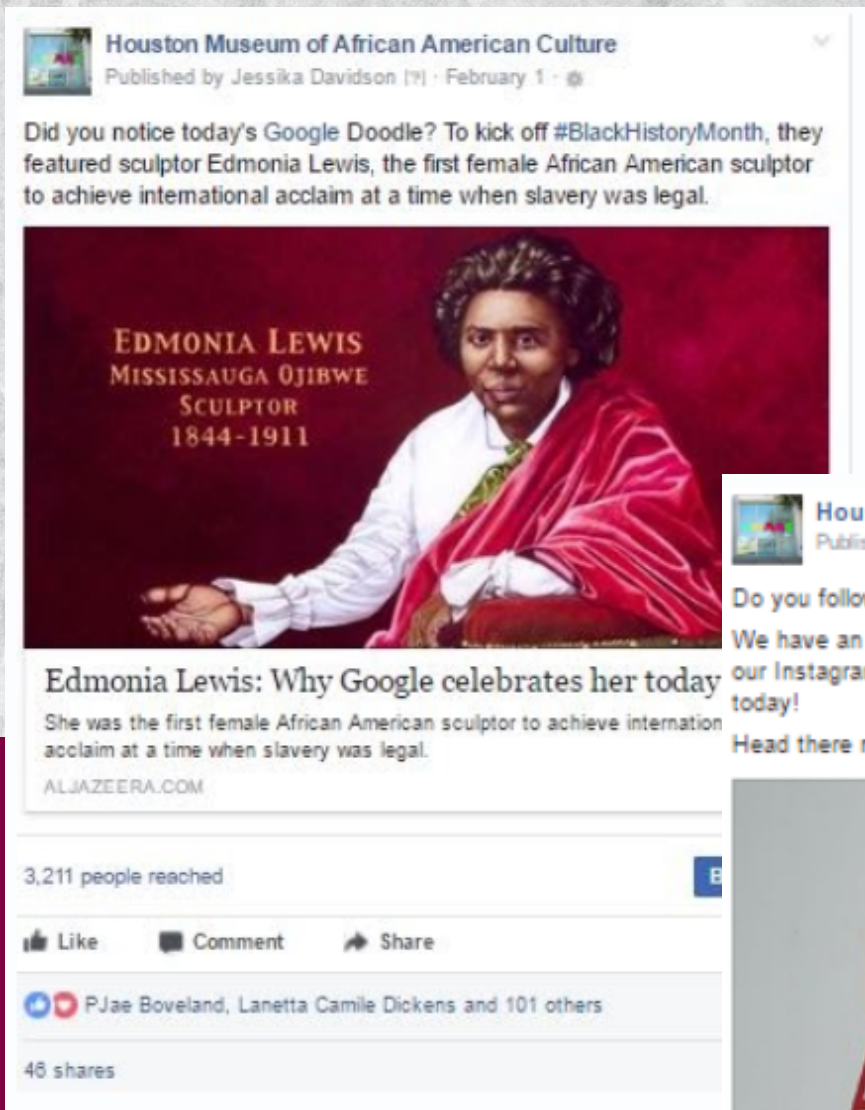 Houston Museum of African American Culture
Published by Jessika Davidson [?] · February 1 ·
Did you notice today's Google Doodle? To kick off #BlackHistoryMonth, they
featured sculptor Edmonia Lewis, the first female African American sculptor
to achieve international acclaim at a time when slavery was legal.
EDMONIA LEWIS
MISSISSAUGA OJIBWE
SCULPTOR
1844-1911
Edmonia Lewis: Why Google celebrates her today
She was the first female African American sculptor to achieve internation
acclaim at a time when slavery was legal.
ALJAZEERA.COM
3,211 people reached
B
Like Comment Share
PJae Boveland, Lanetta Camile Dickens and 101 others
46 shares
Hou
Publis
Do you follow
We have an
our Instagram
today!
Head there